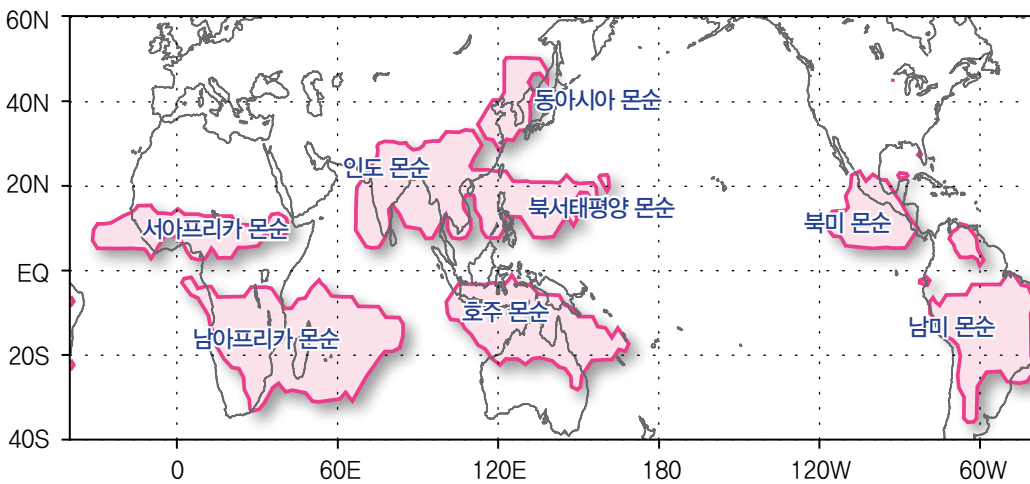 60N
동아시아 몬순
40N
인도 몬순
20N
북서태평양 몬순
북미 몬순
서아프리카 몬순
EQ
호주 몬순
남미 몬순
남아프리카 몬순
20S
40S
0
60E
120E
180
120W
60W